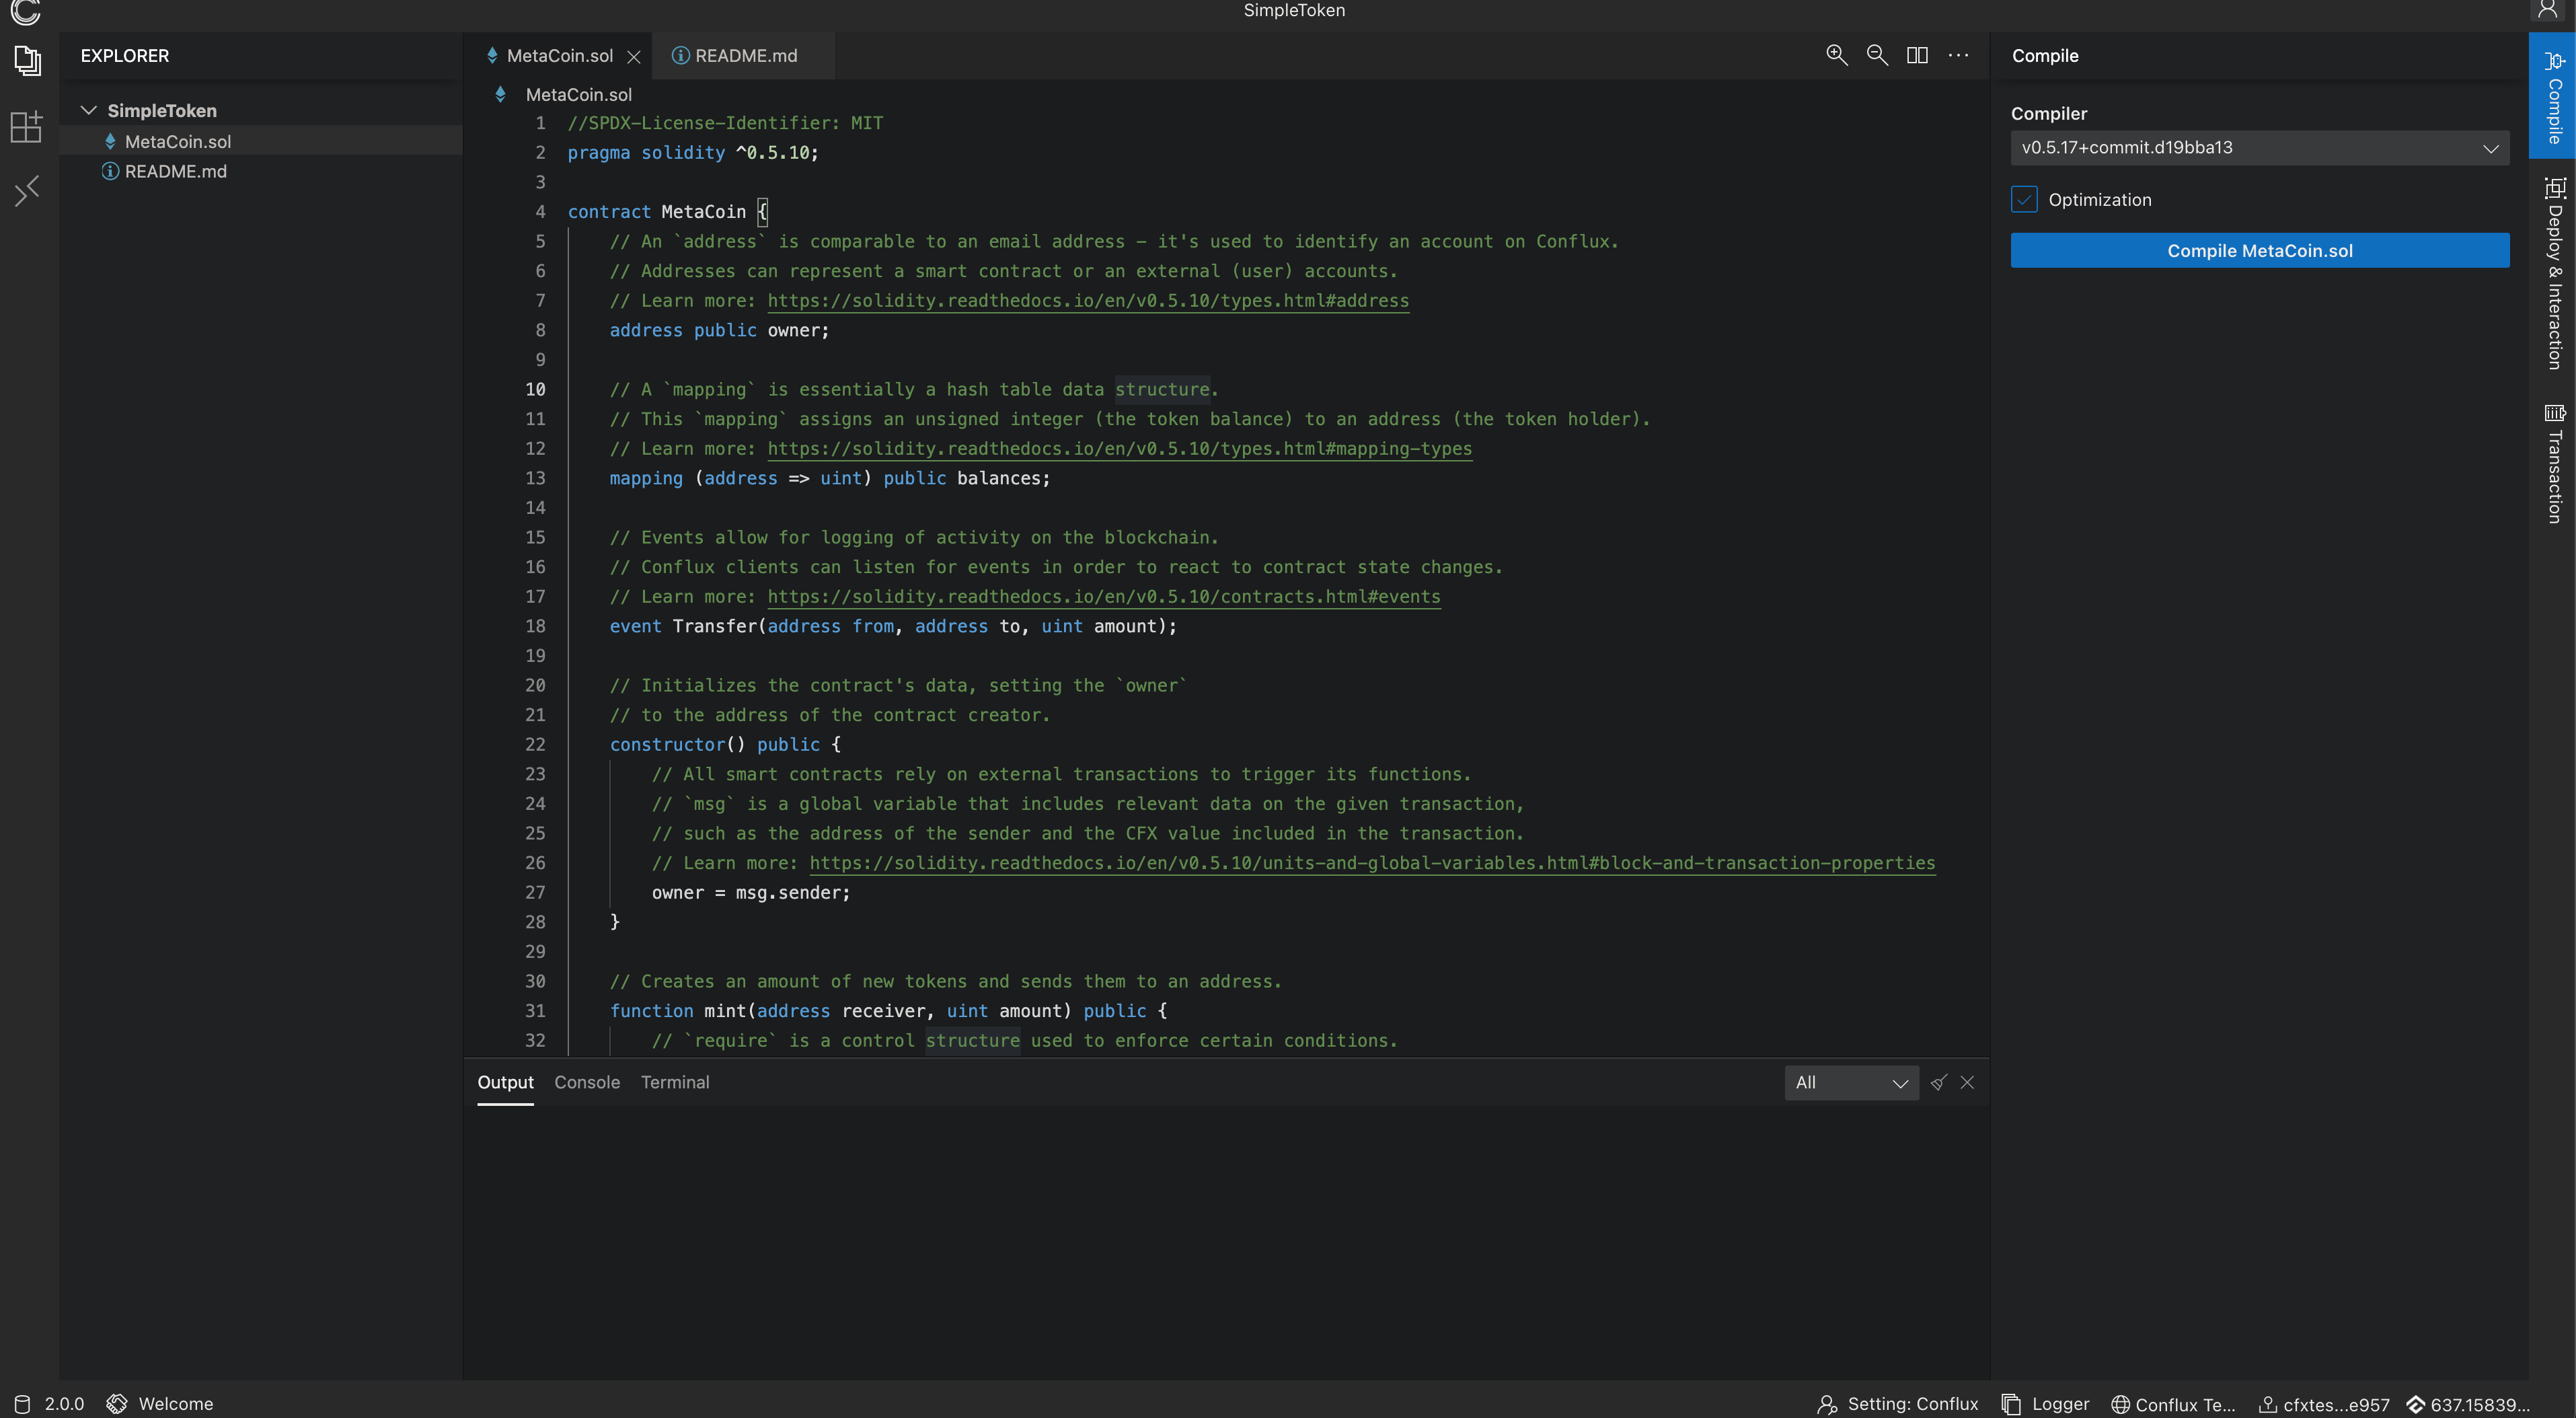 SimpleToken
EXPLORER
SimpleToken
MetaCoin.sol
README.md
MetaCoin.sol
README.md
MetaCoin.sol
1 //SPDX-License-Identifier: MIT
2 pragma solidity ^0.5.10;
3
4 contract MetaCoin {
5 // An `address` is comparable to an email address - it's used to identify an account on Conflux.
6 // Addresses can represent a smart contract or an external (user) accounts.
7 // Learn more: https://solidity.readthedocs.io/en/v0.5.10/types.html#address
8 address public owner;
9
10 // A `mapping` is essentially a hash table data structure.
11 // This `mapping` assigns an unsigned integer (the token balance) to an address (the token holder).
12 // Learn more: https://solidity.readthedocs.io/en/v0.5.10/types.html#mapping-types
13 mapping (address => uint) public balances;
14
15 // Events allow for logging of activity on the blockchain.
16 // Conflux clients can listen for events in order to react to contract state changes.
17 // Learn more: https://solidity.readthedocs.io/en/v0.5.10/contracts.html#events
18 event Transfer(address from, address to, uint amount);
19
20 // Initializes the contract's data, setting the `owner`
21 // to the address of the contract creator.
22 constructor() public {
23 // All smart contracts rely on external transactions to trigger its functions.
24 // `msg` is a global variable that includes relevant data on the given transaction,
25 // such as the address of the sender and the CFX value included in the transaction.
26 // Learn more: https://solidity.readthedocs.io/en/v0.5.10/units-and-global-variables.html#block-and-transaction-properties
27 owner = msg.sender;
28 }
29
30 // Creates an amount of new tokens and sends them to an address.
31 function mint(address receiver, uint amount) public {
32 // `require` is a control structure used to enforce certain conditions.
Output Console Terminal
All
Compile
Compiler
v0.5.17+commit.d19bba13
Optimization
Compile MetaCoin.sol
Compile
Deploy & Interaction
Transaction
2.0.0 Welcome
Setting: Conflux Logger Conflux Te... cfxtes...e957 637.15839...